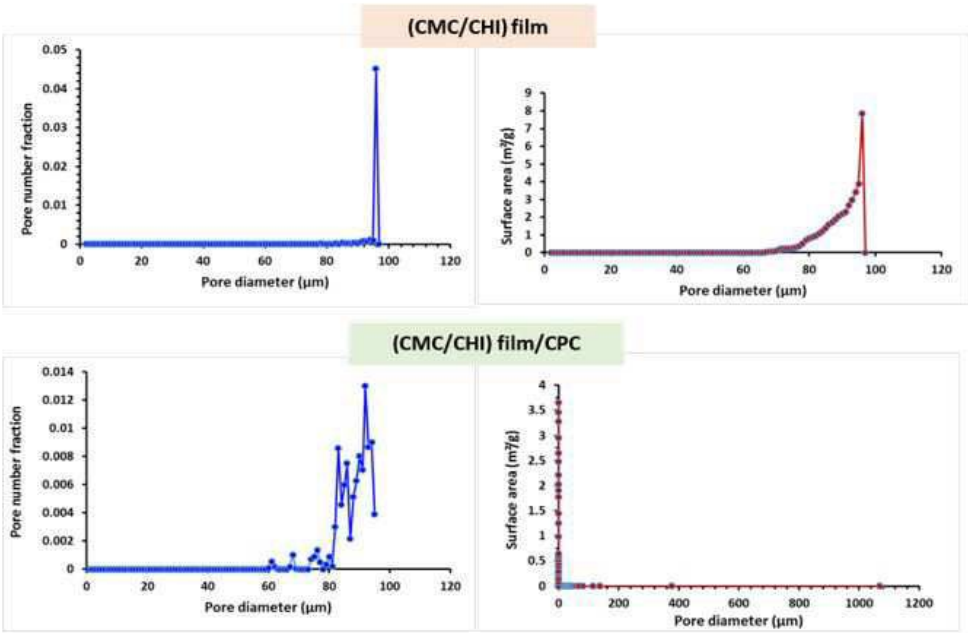 (CMC/CHI) film
Pore number fraction
0.05
0.04
0.03
0.02
0.01
0
0 20 40 60 80 100 120
Pore diameter (µm)
Surface area (m²/g)
9
8
7
6
5
4
3
2
1
0
0 20 40 60 80 100 120
Pore diameter (µm)
(CMC/CHI) film/CPC
Pore number fraction
0.014
0.012
0.01
0.008
0.006
0.004
0.002
0
0 20 40 60 80 100 120
Pore diameter (µm)
Surface area (m²/g)
4
3.5
3
2.5
2
1.5
1
0.5
0
0 200 400 600 800 1000 1200
Pore diameter (µm)